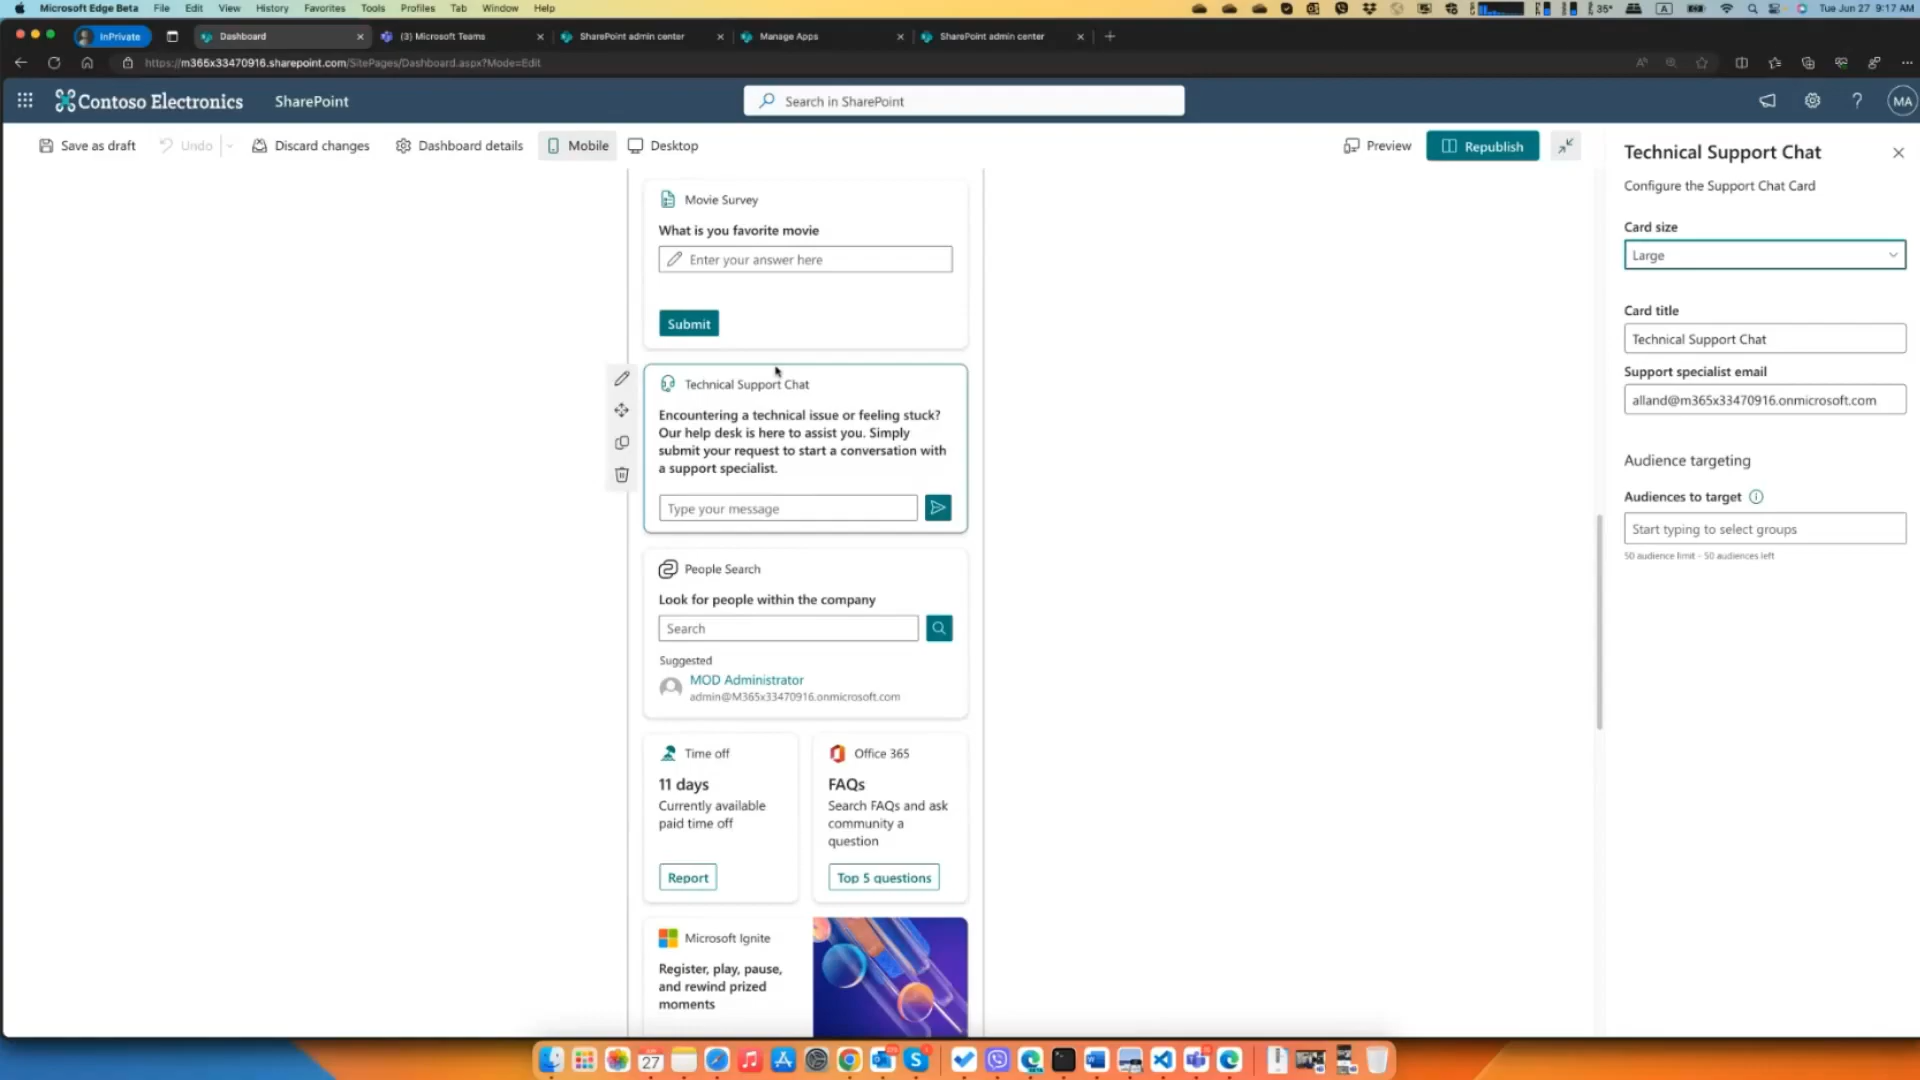 Microsoft Edge Beta File Edit View History Favorites Tools Profiles Tab Window Help
35° A Tue Jun 27 9:17 AM
InPrivate Dashboard (3) Microsoft Teams SharePoint admin center Manage Apps SharePoint admin center
https://m365x33470916.sharepoint.com/SitePages/Dashboard.aspx?Mode=Edit
Contoso Electronics SharePoint Search in SharePoint MA
Save as draft Undo Discard changes Dashboard details Mobile Desktop Preview Republish
Movie Survey
What is you favorite movie
Enter your answer here
Submit
Technical Support Chat
Encountering a technical issue or feeling stuck?
Our help desk is here to assist you. Simply
submit your request to start a conversation with
a support specialist.
Type your message
People Search
Look for people within the company
Search
Suggested
MOD Administrator
admin@M365x33470916.onmicrosoft.com
Time off
11 days
Currently available
paid time off
Report
Office 365
FAQs
Search FAQs and ask
community a
question
Top 5 questions
Microsoft Ignite
Register, play, pause,
and rewind prized
moments
Technical Support Chat
Configure the Support Chat Card
Card size
Large
Card title
Technical Support Chat
Support specialist email
alland@m365x33470916.onmicrosoft.com
Audience targeting
Audiences to target
Start typing to select groups
50 audience limit - 50 audiences left
27